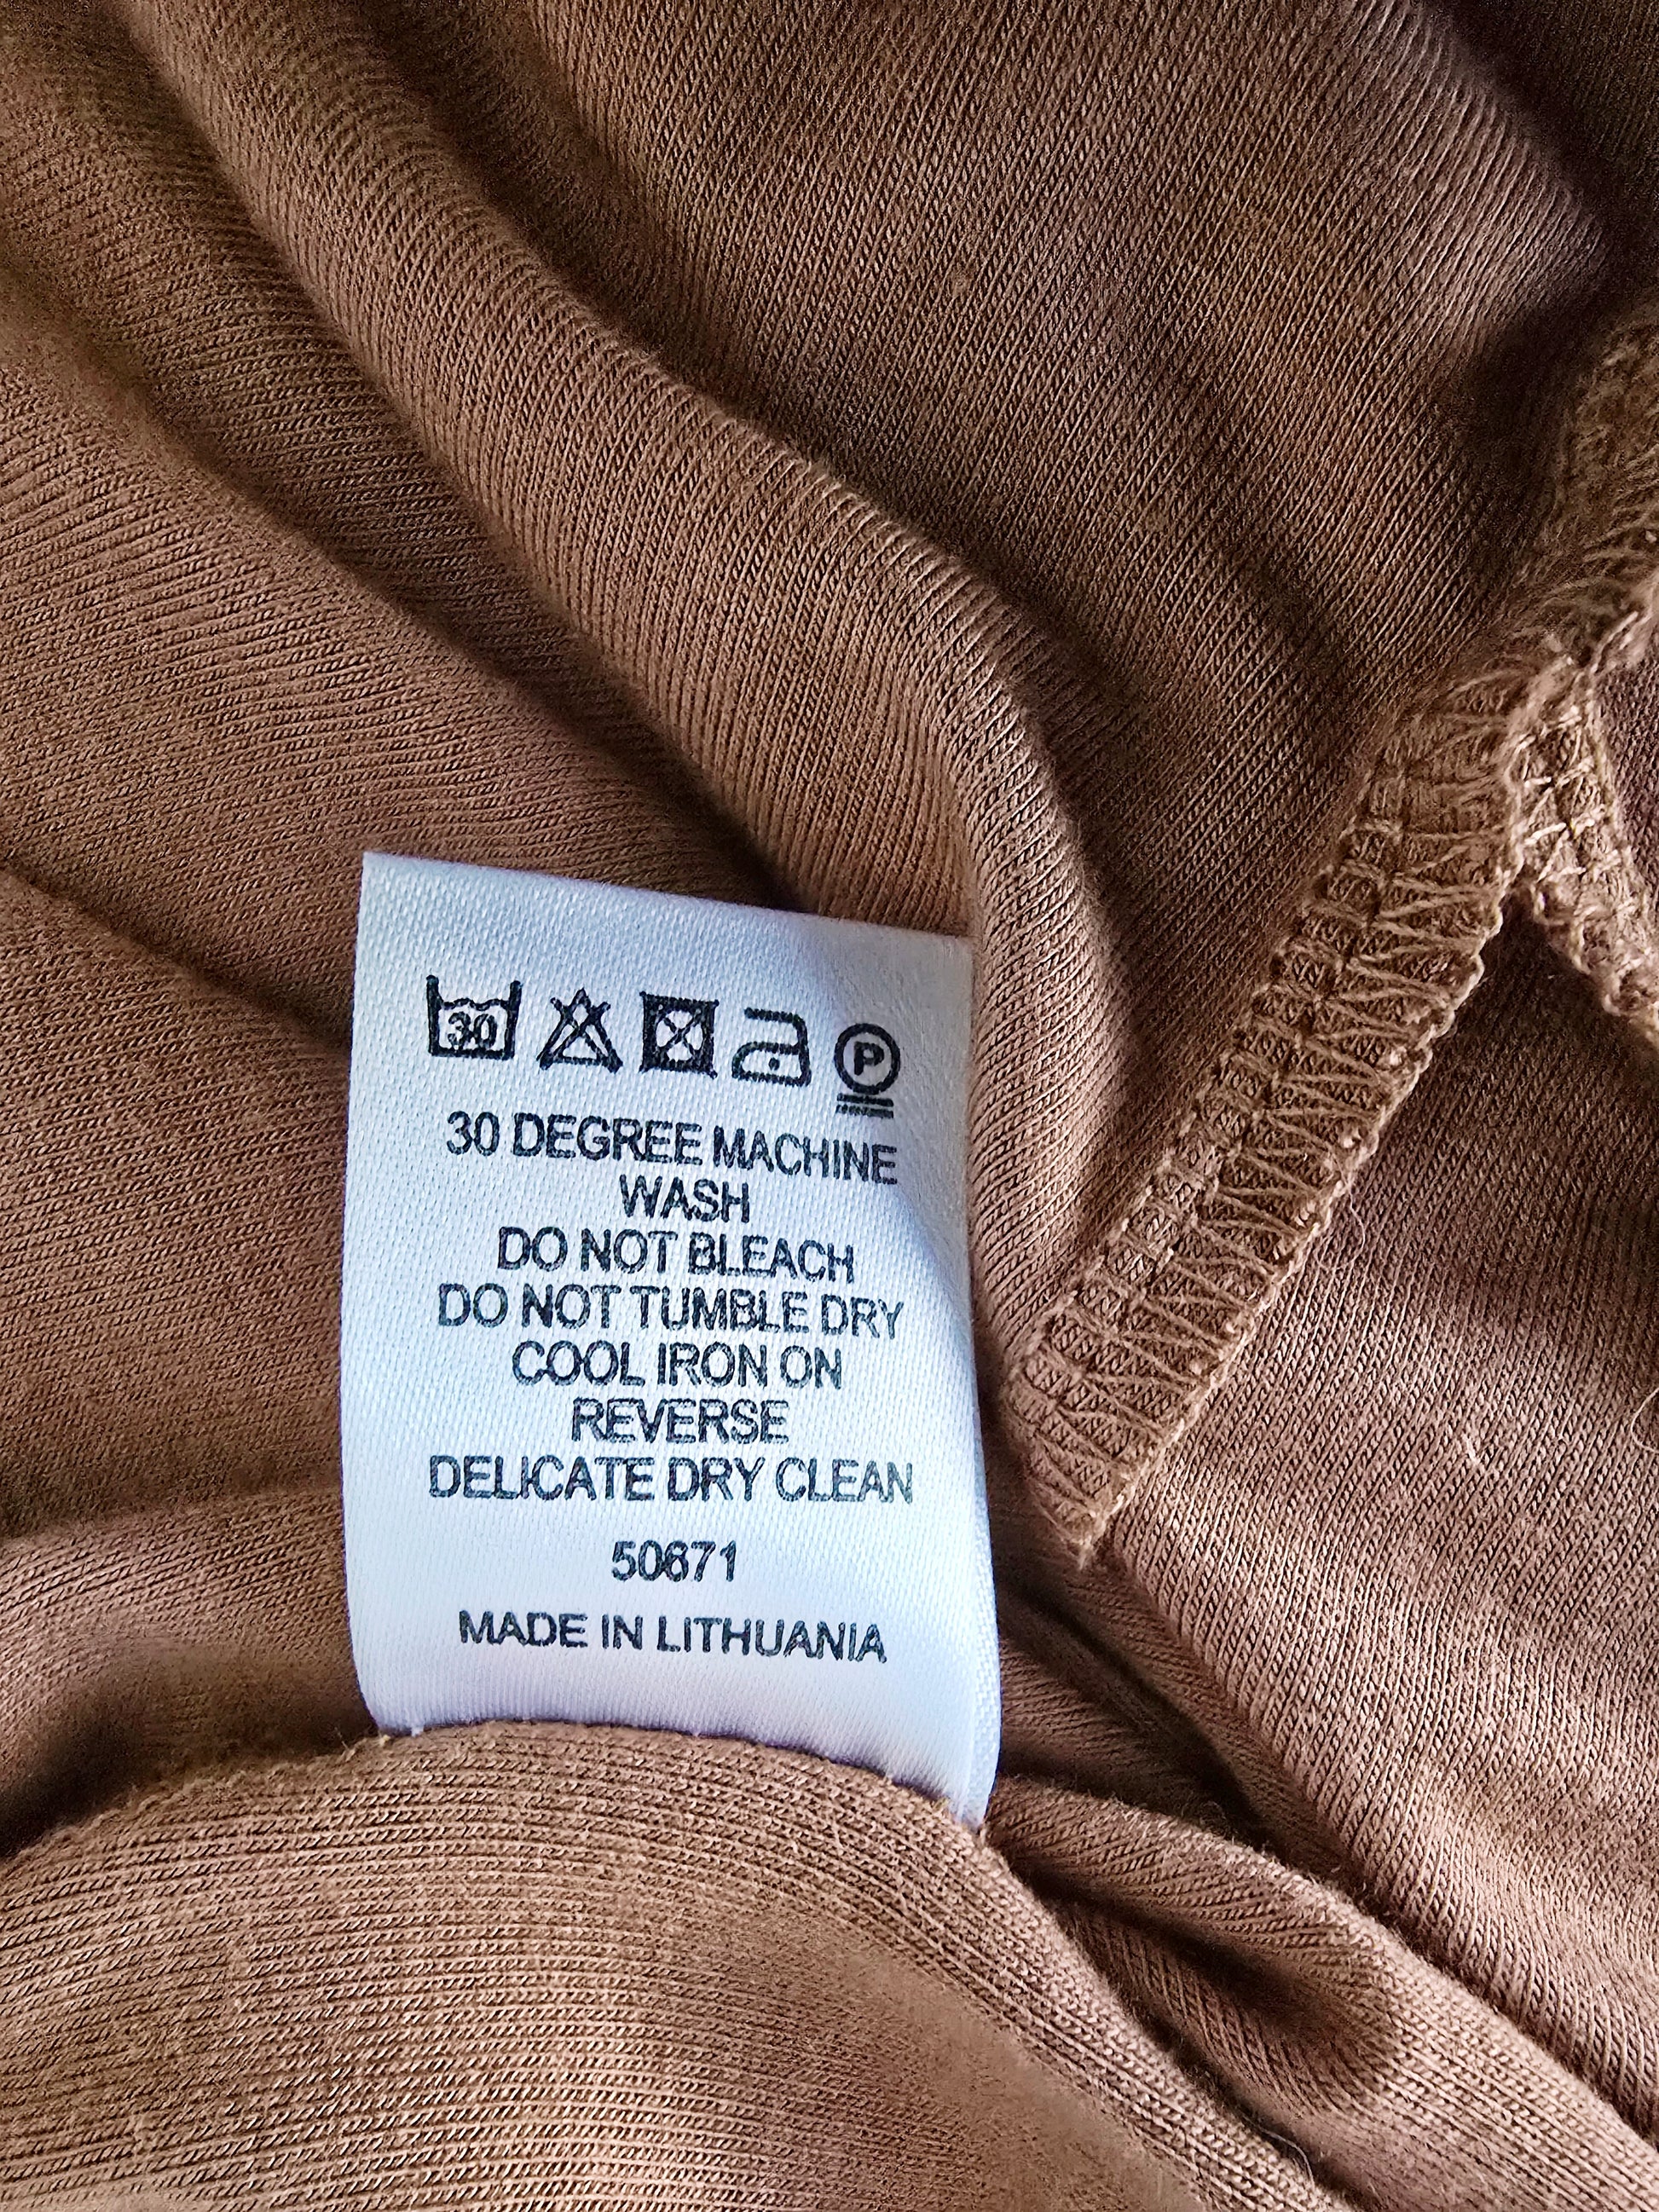 30 P
30 DEGREE MACHINE
WASH
DO NOT BLEACH
DO NOT TUMBLE DRY
COOL IRON ON
REVERSE
DELICATE DRY CLEAN
50671
MADE IN LITHUANIA